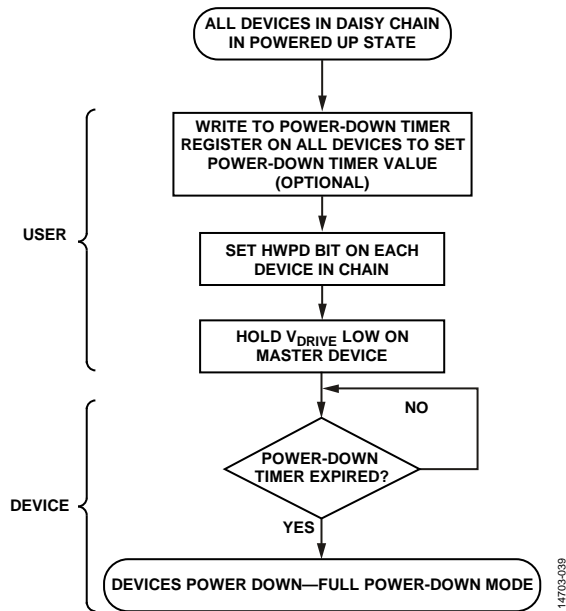 ALL DEVICES IN DAISY CHAIN
IN POWERED UP STATE
WRITE TO POWER-DOWN TIMER
REGISTER ON ALL DEVICES TO SET
POWER-DOWN TIMER VALUE
(OPTIONAL)
USER
SET HWPD BIT ON EACH
DEVICE IN CHAIN
HOLD VDRIVE LOW ON
MASTER DEVICE
NO
POWER-DOWN
TIMER EXPIRED?
DEVICE
YES
DEVICES POWER DOWN—FULL POWER-DOWN MODE
14703-039